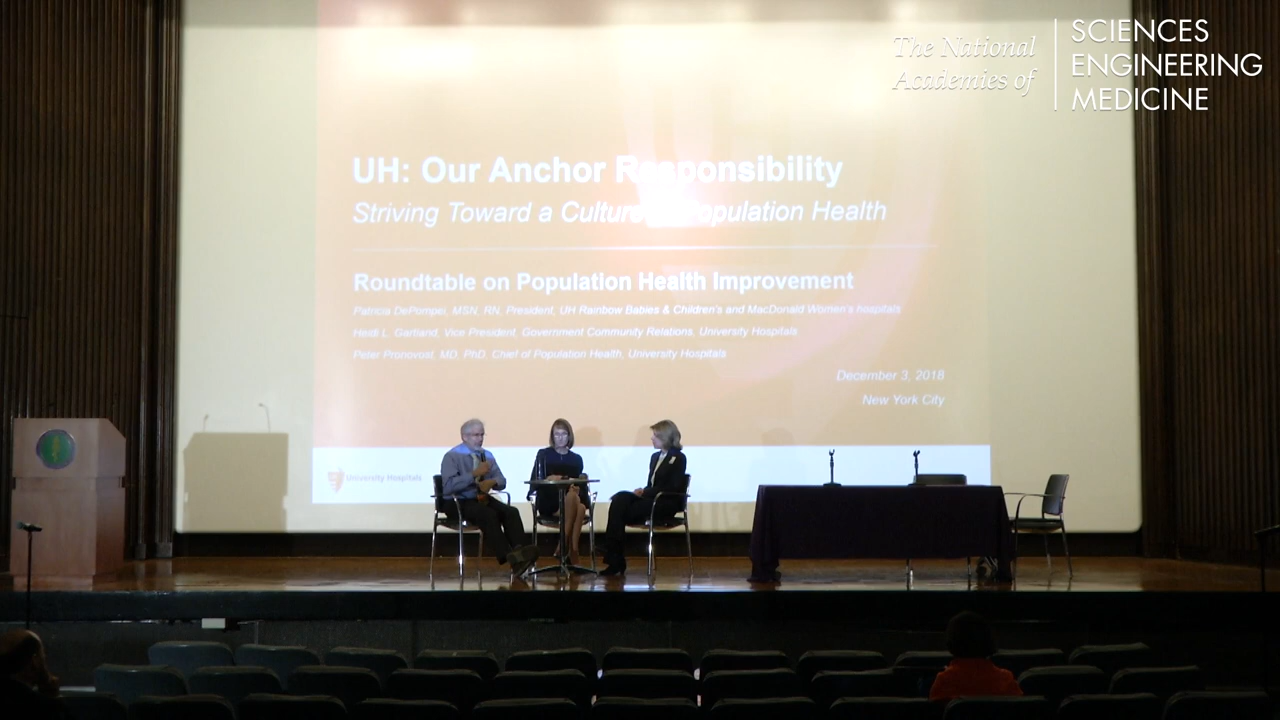 The National
Academies of
SCIENCES
ENGINEERING
MEDICINE
UH: Our Anchor Responsibility
Striving Toward a Culture Population Health
Roundtable on Population Health Improvement
Patricia DePompei, MSN, RN, President, UH Rainbow Babies & Children's and MacDonald Women's hospitals
Heidi L. Gartland, Vice President, Government Community Relations, University Hospitals
Peter Pronovost, MD, PhD, Chief of Population Health, University Hospitals
December 3, 2018
New York City
University Hospitals